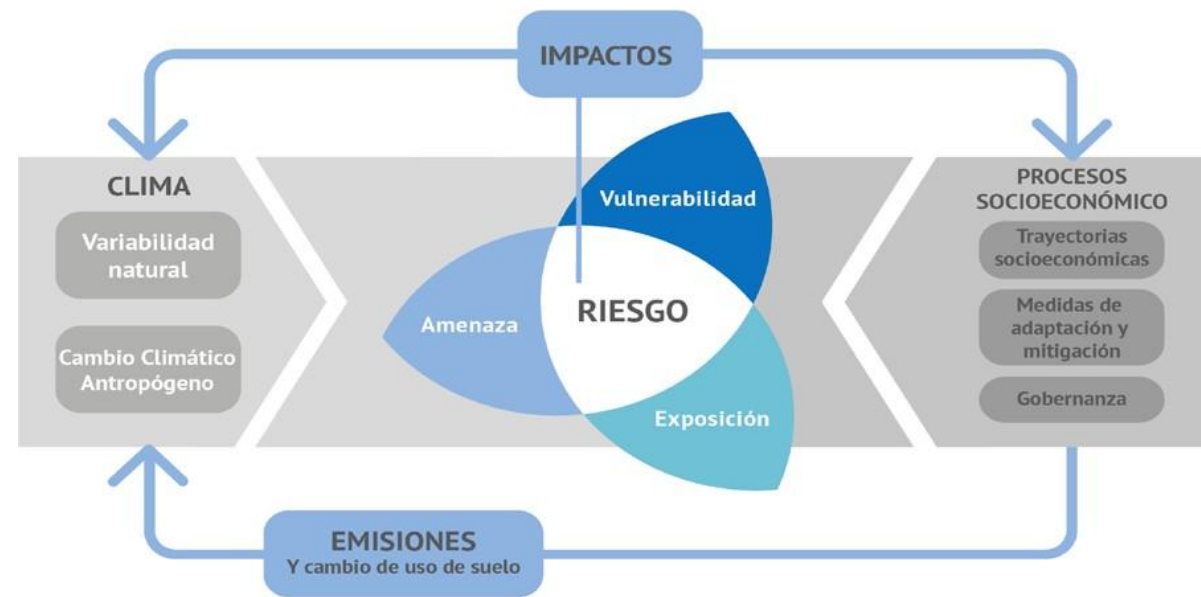 IMPACTOS
CLIMA
Variabilidad
natural
Cambio Climático
Antropógeno
Vulnerabilidad
Amenaza
RIESGO
Exposición
PROCESOS
SOCIOECONÓMICO
Trayectorias
socioeconómicas
Medidas de
adaptación y
mitigación
Gobernanza
EMISIONES
Y cambio de uso de suelo